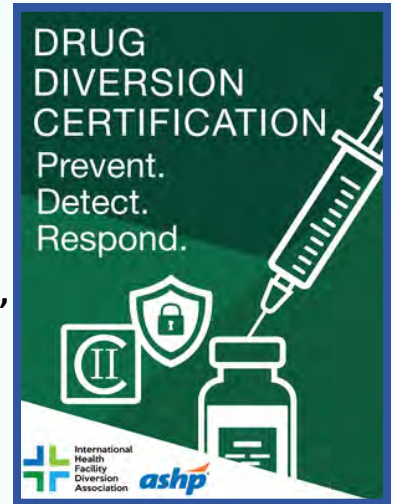 DRUG
DIVERSION
CERTIFICATION
Prevent.
Detect.
Respond.
,
CII
International
Health
Facility
Diversion
Association
ashp